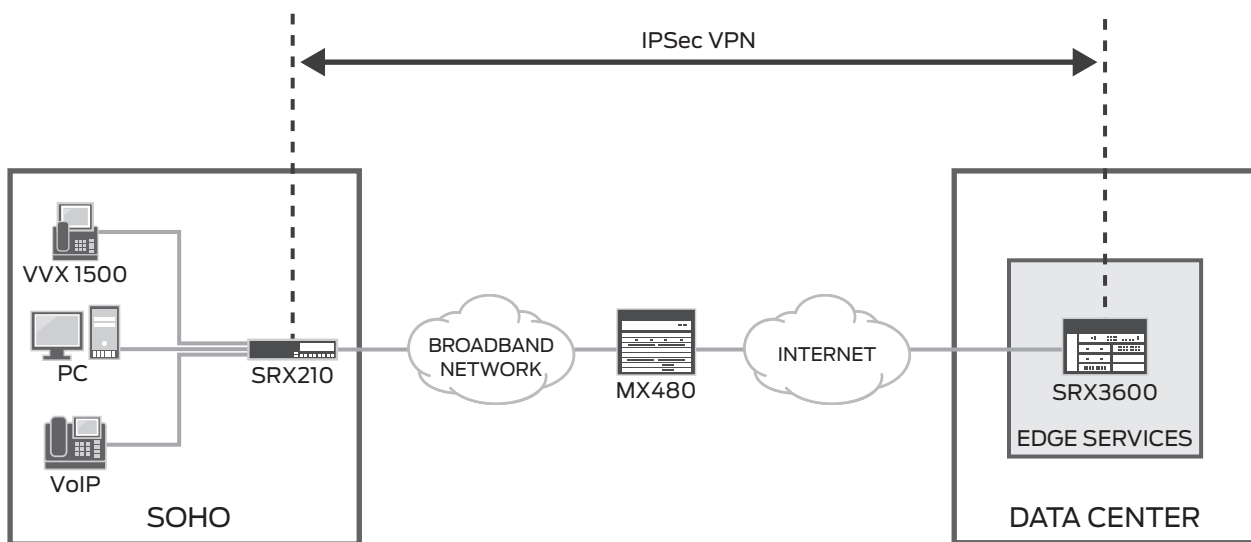 IPSec VPN
VVX 1500
PC
VoIP
SRX210
SOHO
BROADBAND
NETWORK
MX480
INTERNET
SRX3600
EDGE SERVICES
DATA CENTER